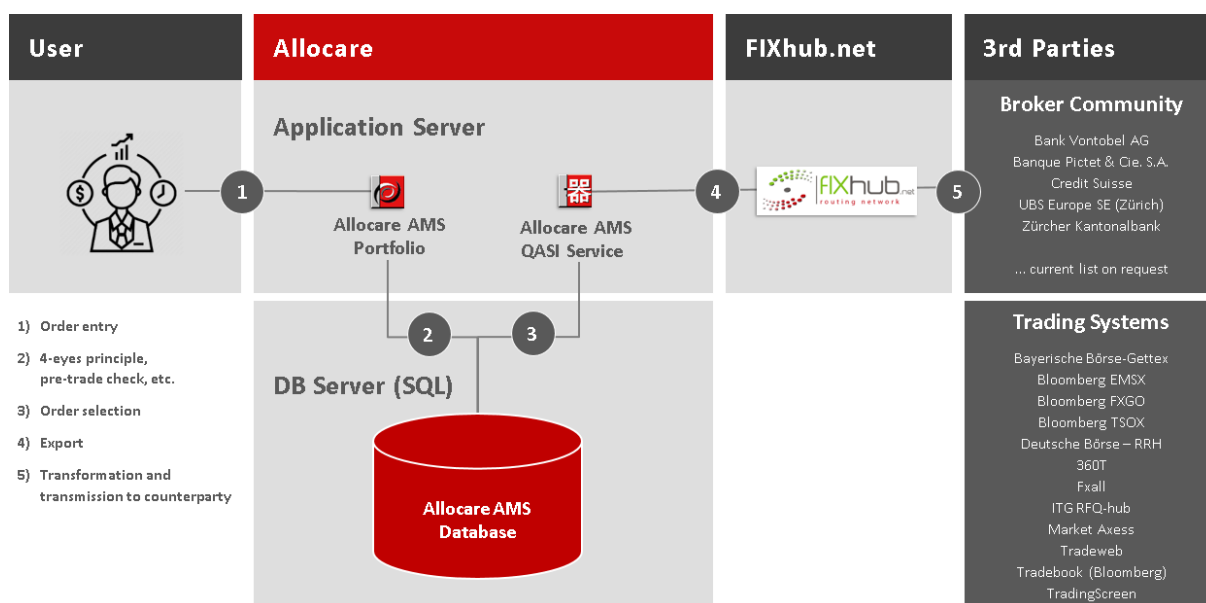 User
Allocare
FIXhub.net
3rd Parties
Application Server
$
1
Allocare AMS
Portfolio
Allocare AMS
QASI Service
4
FIXhub.net
routing network
5
Broker Community
Bank Vontobel AG
Banque Pictet & Cie. S.A.
Credit Suisse
UBS Europe SE (Zürich)
Zürcher Kantonalbank
... current list on request
1) Order entry
2) 4-eyes principle,
pre-trade check, etc.
3) Order selection
4) Export
5) Transformation and
transmission to counterparty
2
3
DB Server (SQL)
Allocare AMS
Database
Trading Systems
Bayerische Börse-Gettex
Bloomberg EMSX
Bloomberg FXGO
Bloomberg TSOX
Deutsche Börse – RRH
360T
Fxall
ITG RFQ-hub
Market Axess
Tradeweb
Tradebook (Bloomberg)
TradingScreen